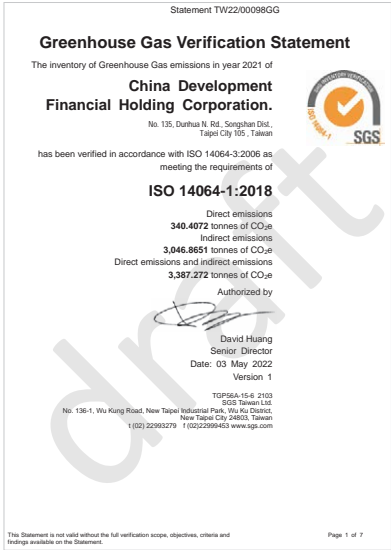 Statement TW22/00098GG
Greenhouse Gas Verification Statement
The inventory of Greenhouse Gas emissions in year 2021 of
China Development
Financial Holding Corporation.
No. 135, Dunhua N. Rd., Songshan Dist.,
Taipei City 105 , Taiwan
GHG INVENTORY VERIFICATION
ISO 14064-1
SGS
has been verified in accordance with ISO 14064-3:2006 as
meeting the requirements of
ISO 14064-1:2018
Direct emissions
340.4072 tonnes of CO₂e
Indirect emissions
3,046.8651 tonnes of CO₂e
Direct emissions and indirect emissions
3,387.272 tonnes of CO₂e
Authorized by
David Huang
Senior Director
Date: 03 May 2022
Version 1
TGP56A-15-6 2103
SGS Taiwan Ltd.
No. 136-1, Wu Kung Road, New Taipei Industrial Park, Wu Ku District,
New Taipei City 24803, Taiwan
t (02) 22993279 f (02)22999453 www.sgs.com
draft
This Statement is not valid without the full verification scope, objectives, criteria and
findings available on the Statement.
Page 1 of 7